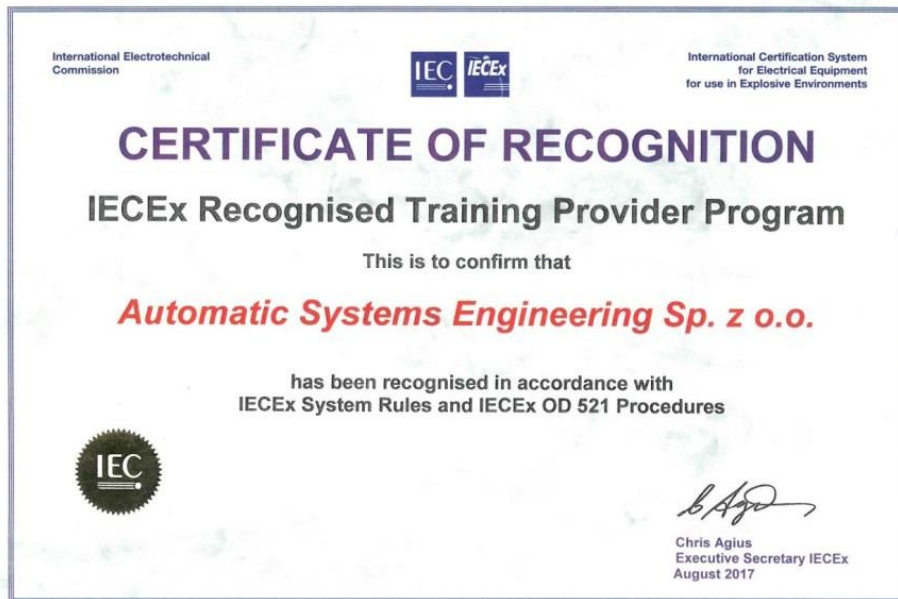 International Electrotechnical
Commission
IEC IECEx
International Certification System
for Electrical Equipment
for use in Explosive Environments
CERTIFICATE OF RECOGNITION
IECEx Recognised Training Provider Program
This is to confirm that
Automatic Systems Engineering Sp. z o.o.
has been recognised in accordance with
IECEx System Rules and IECEx OD 521 Procedures
IEC
Chris Agius
Executive Secretary IECEx
August 2017